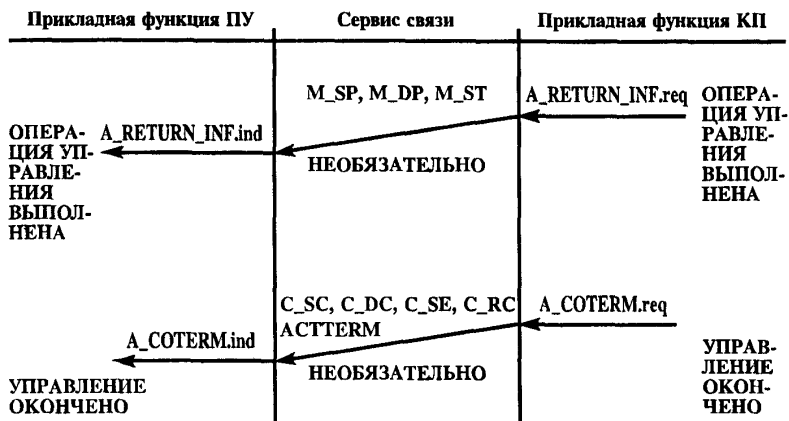 Прикладная функция ПУ
Сервис связи
Прикладная функция КП
M_SP, M_DP, M_ST
A_RETURN_INF.req
ОПЕРА-
ЦИЯ УП-
РАВЛЕ-
НИЯ
ВЫПОЛ-
НЕНА
A_RETURN_INF.ind
ОПЕРА-
ЦИЯ УП-
РАВЛЕ-
НИЯ
ВЫПОЛ-
НЕНА
НЕОБЯЗАТЕЛЬНО
C_SC, C_DC, C_SE, C_RC
ACTTERM
A_COTERM.req
A_COTERM.ind
НЕОБЯЗАТЕЛЬНО
УПРАВ-
ЛЕНИЕ
ОКОН-
ЧЕНО
УПРАВЛЕНИЕ
ОКОНЧЕНО